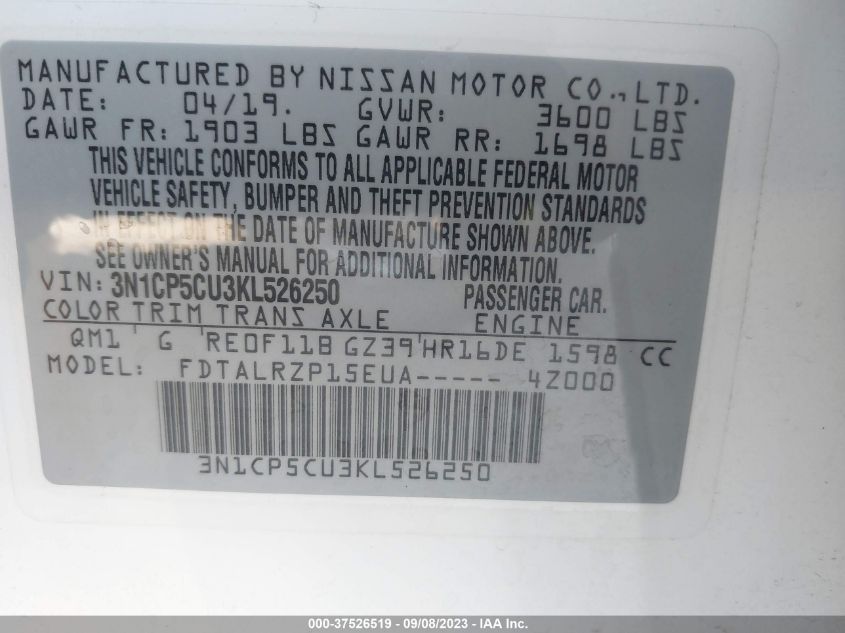 MANUFACTURED BY NISSAN MOTOR CO., LTD.
DATE: 04/19. GVWR: 3600 LBS
GAWR FR: 1903 LBS GAWR RR: 1698 LBS
THIS VEHICLE CONFORMS TO ALL APPLICABLE FEDERAL MOTOR
VEHICLE SAFETY, BUMPER AND THEFT PREVENTION STANDARDS
IN EFFECT ON THE DATE OF MANUFACTURE SHOWN ABOVE.
SEE OWNER'S MANUAL FOR ADDITIONAL INFORMATION.
VIN: 3N1CP5CU3KL526250 PASSENGER CAR.
COLOR TRIM TRANS AXLE ENGINE
QM1 G RE0F11B GZ39 HR16DE 1598 CC
MODEL: FDTALRZP15EUA----- 4Z000
3N1CP5CU3KL526250
000-37526519 - 09/08/2023 - IAA Inc.